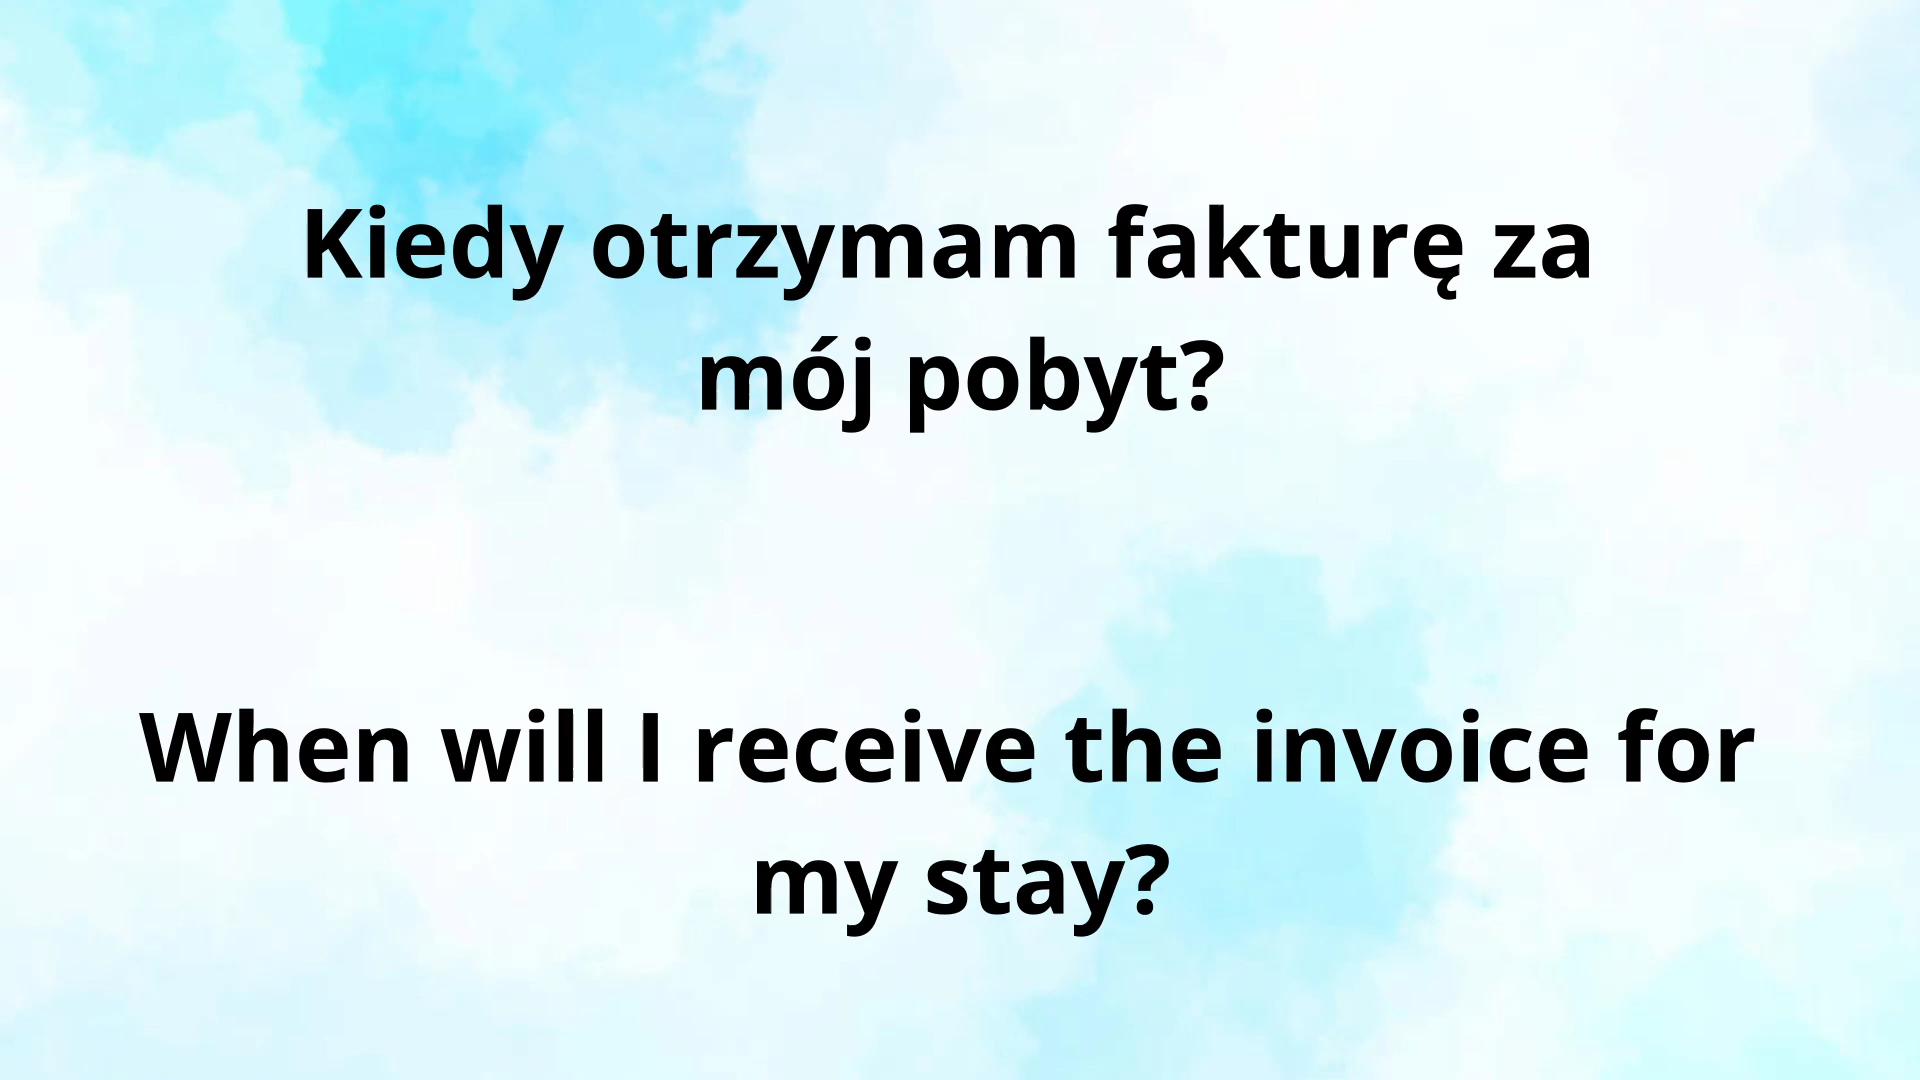 Kiedy otrzymam fakturę za
mój pobyt?
When will I receive the invoice for
my stay?